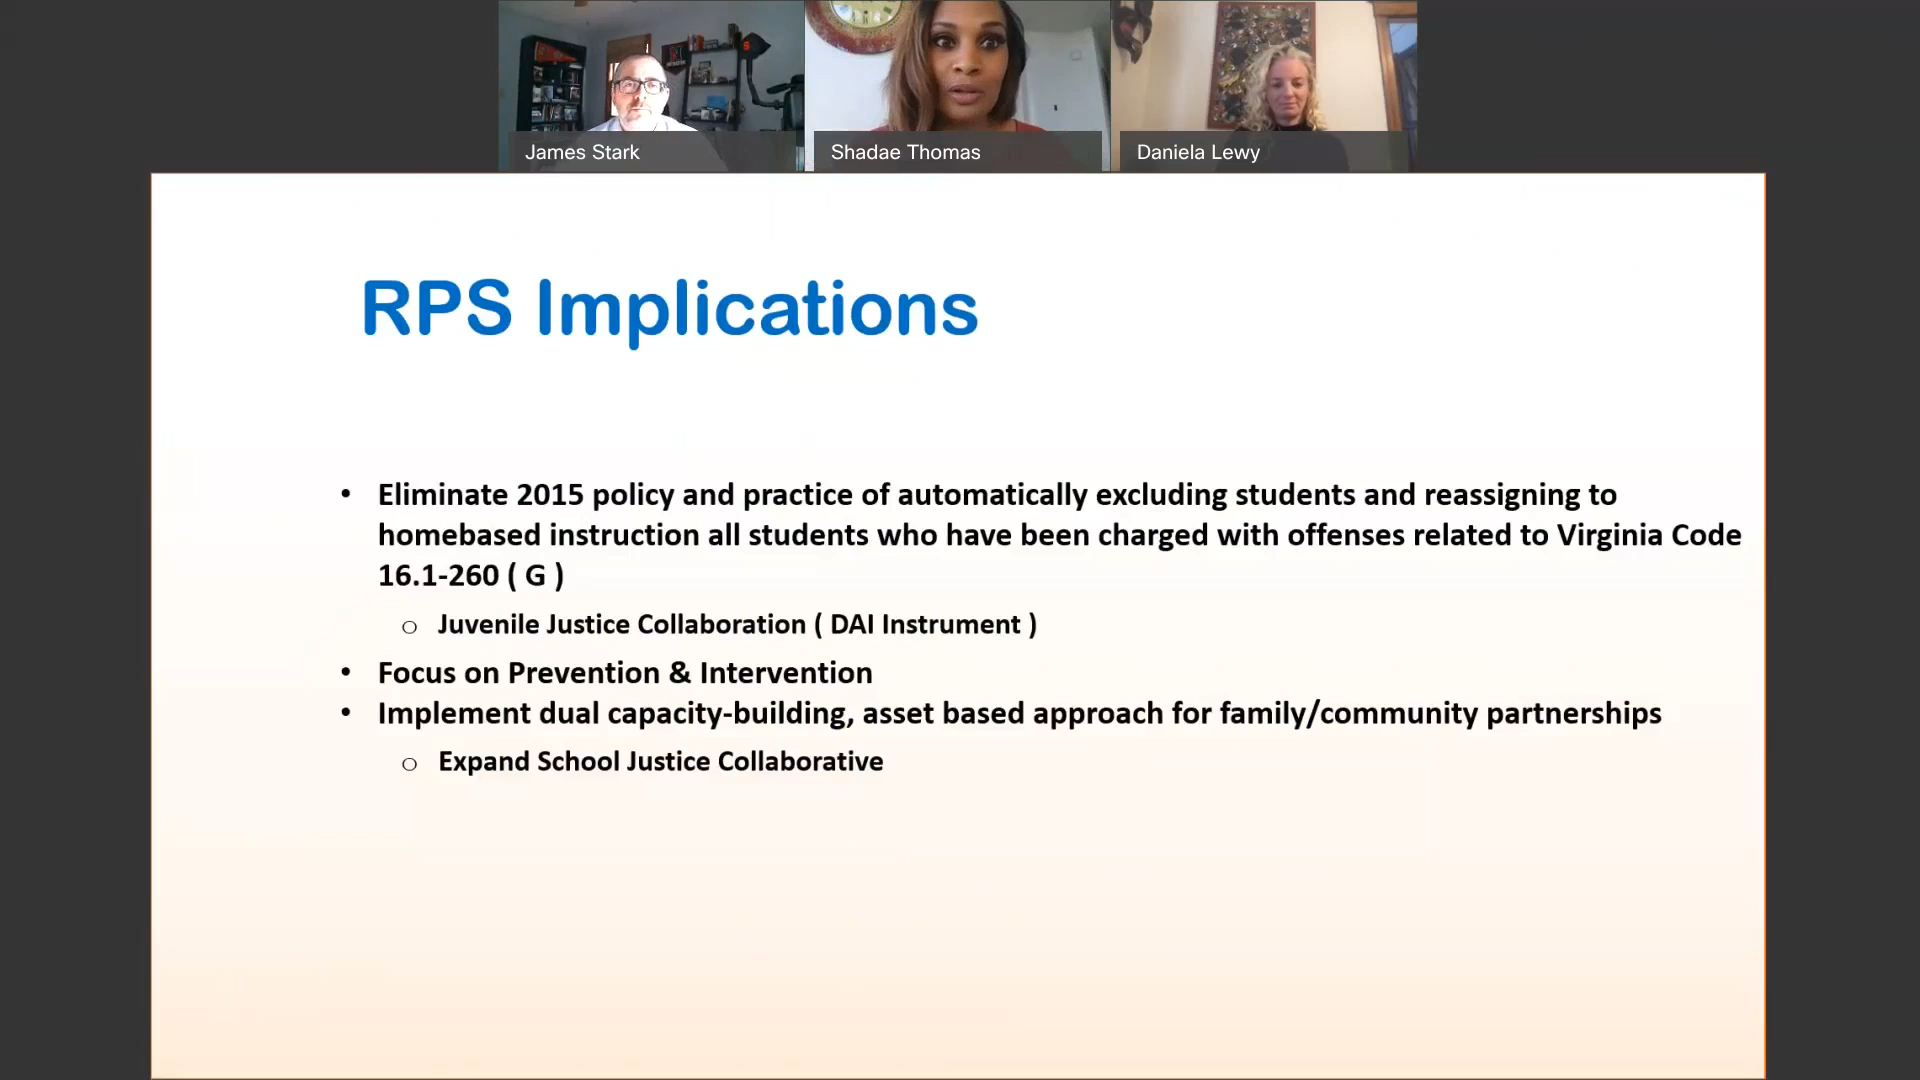 James Stark
Shadae Thomas
Daniela Lewy
RPS Implications
• Eliminate 2015 policy and practice of automatically excluding students and reassigning to
homebased instruction all students who have been charged with offenses related to Virginia Code
16.1-260 ( G )
o Juvenile Justice Collaboration ( DAI Instrument )
• Focus on Prevention & Intervention
• Implement dual capacity-building, asset based approach for family/community partnerships
o Expand School Justice Collaborative